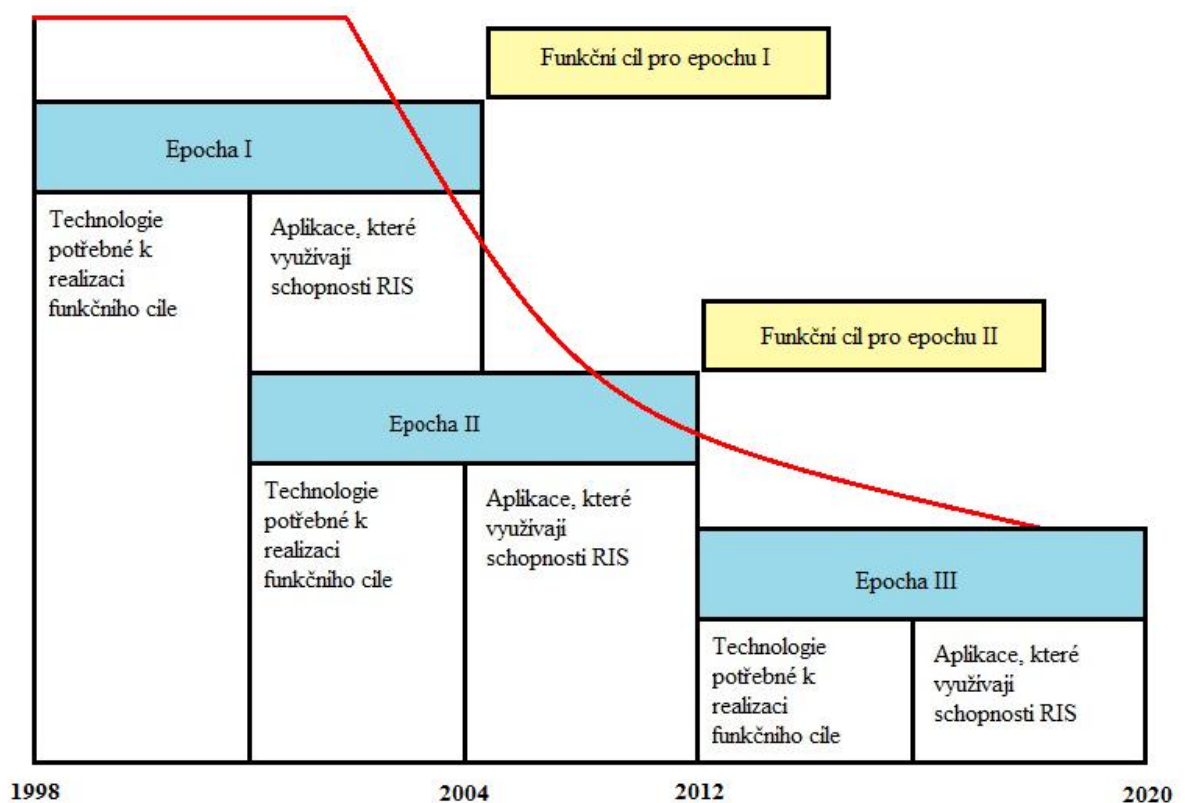 Funkční cíl pro epochu I
Epocha I
Technologie
potřebné k
realizaci
funkčního cíle
Aplikace, které
využívají
schopnosti RIS
Funkční cíl pro epochu II
Epocha II
Technologie
potřebné k
realizaci
funkčního cíle
Aplikace, které
využívají
schopnosti RIS
Epocha III
Technologie
potřebné k
realizaci
funkčního cíle
Aplikace, které
využívají
schopnosti RIS
1998
2004
2012
2020